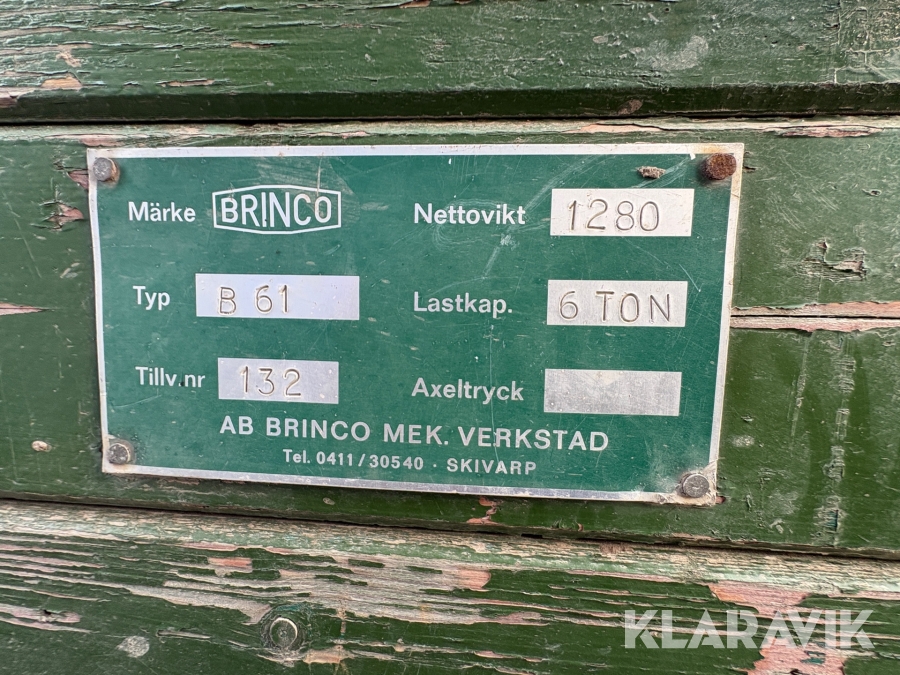 Märke BRINCO Nettovikt 1280
Typ B 61 Lastkap. 6 TON
Tillv.nr 132 Axeltryck
AB BRINCO MEK. VERKSTAD
Tel. 0411/30540 · SKIVARP
KLARAVIK